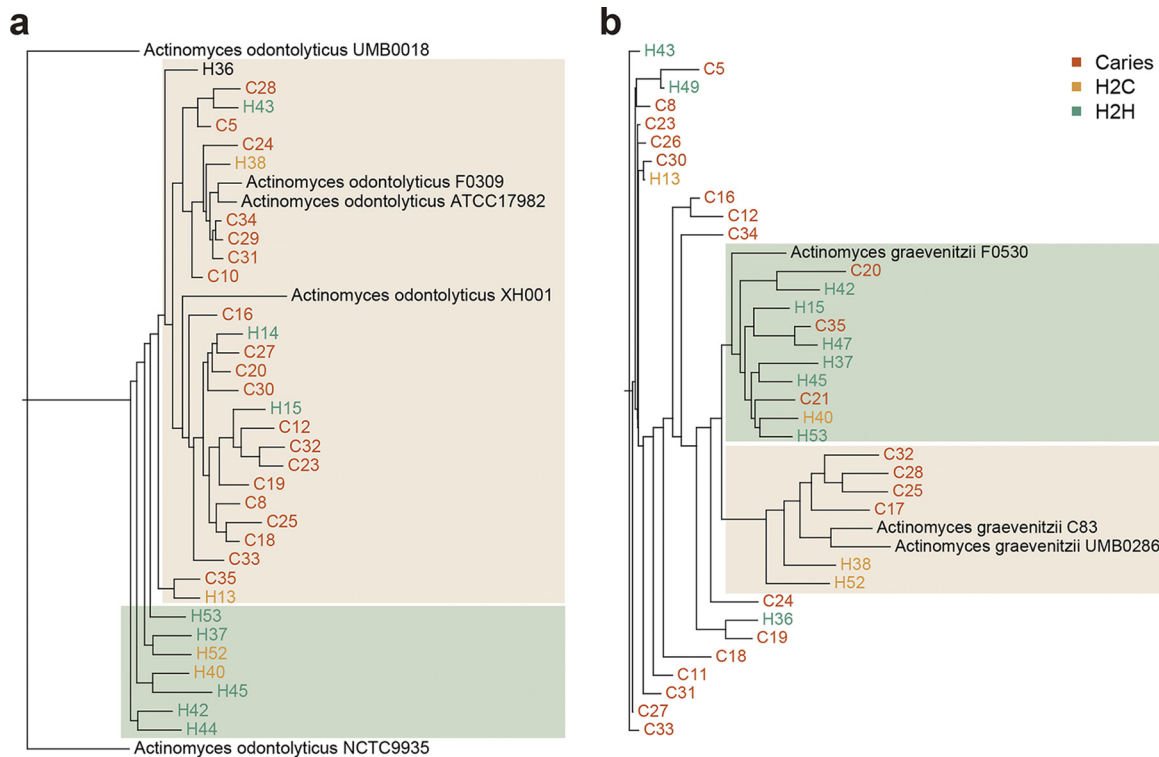 a
Actinomyces odontolyticus UMB0018
H36
C28
H43
C5
C24
H38
Actinomyces odontolyticus F0309
Actinomyces odontolyticus ATCC17982
C34
C29
C31
C10
Actinomyces odontolyticus XH001
C16
H14
C27
C20
C30
H15
C12
C32
C23
C19
C8
C25
C18
C33
C35
H13
H53
H37
H52
H40
H45
H42
H44
Actinomyces odontolyticus NCTC9935
b
H43
C5
H49
C8
C23
C26
C30
H13
C16
C12
C34
Actinomyces graevenitzii F0530
C20
H42
H15
C35
H47
H37
H45
C21
H40
H53
C32
C28
C25
C17
Actinomyces graevenitzii C83
Actinomyces graevenitzii UMB0286
H38
H52
C24
H36
C19
C18
C11
C31
C27
C33
Caries
H2C
H2H